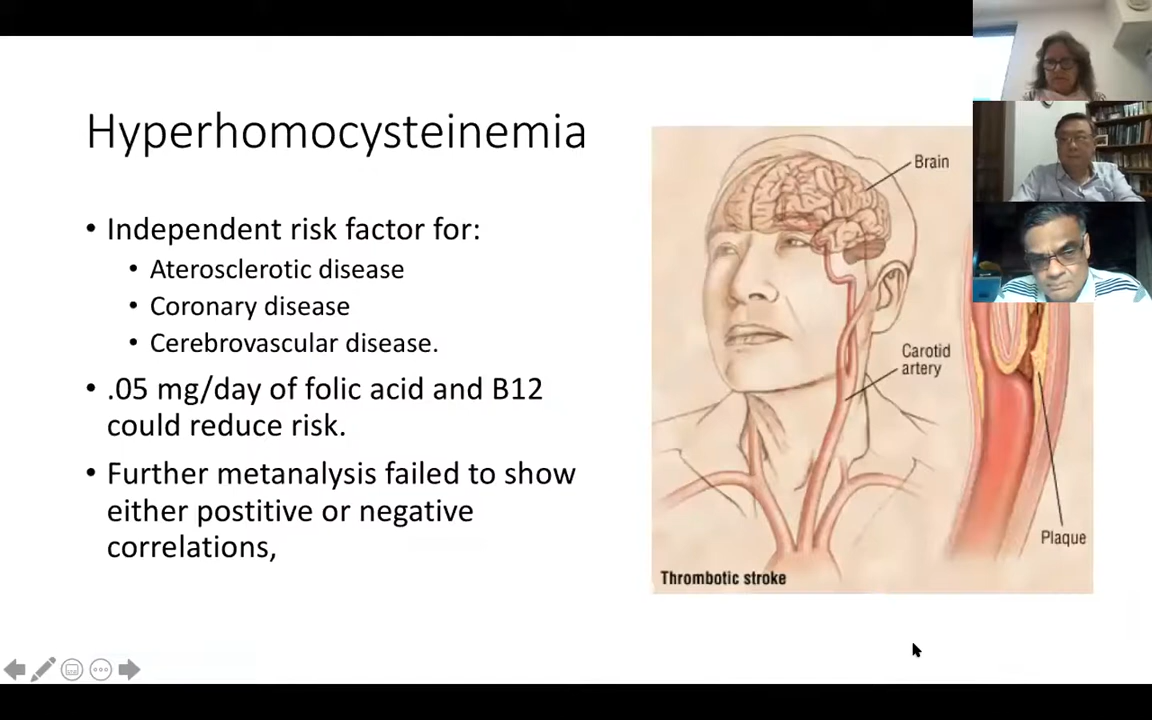 Hyperhomocysteinemia
• Independent risk factor for:
• Aterosclerotic disease
• Coronary disease
• Cerebrovascular disease.
• .05 mg/day of folic acid and B12
could reduce risk.
• Further metanalysis failed to show
either postitive or negative
correlations,
Brain
Carotid
artery
Plaque
Thrombotic stroke